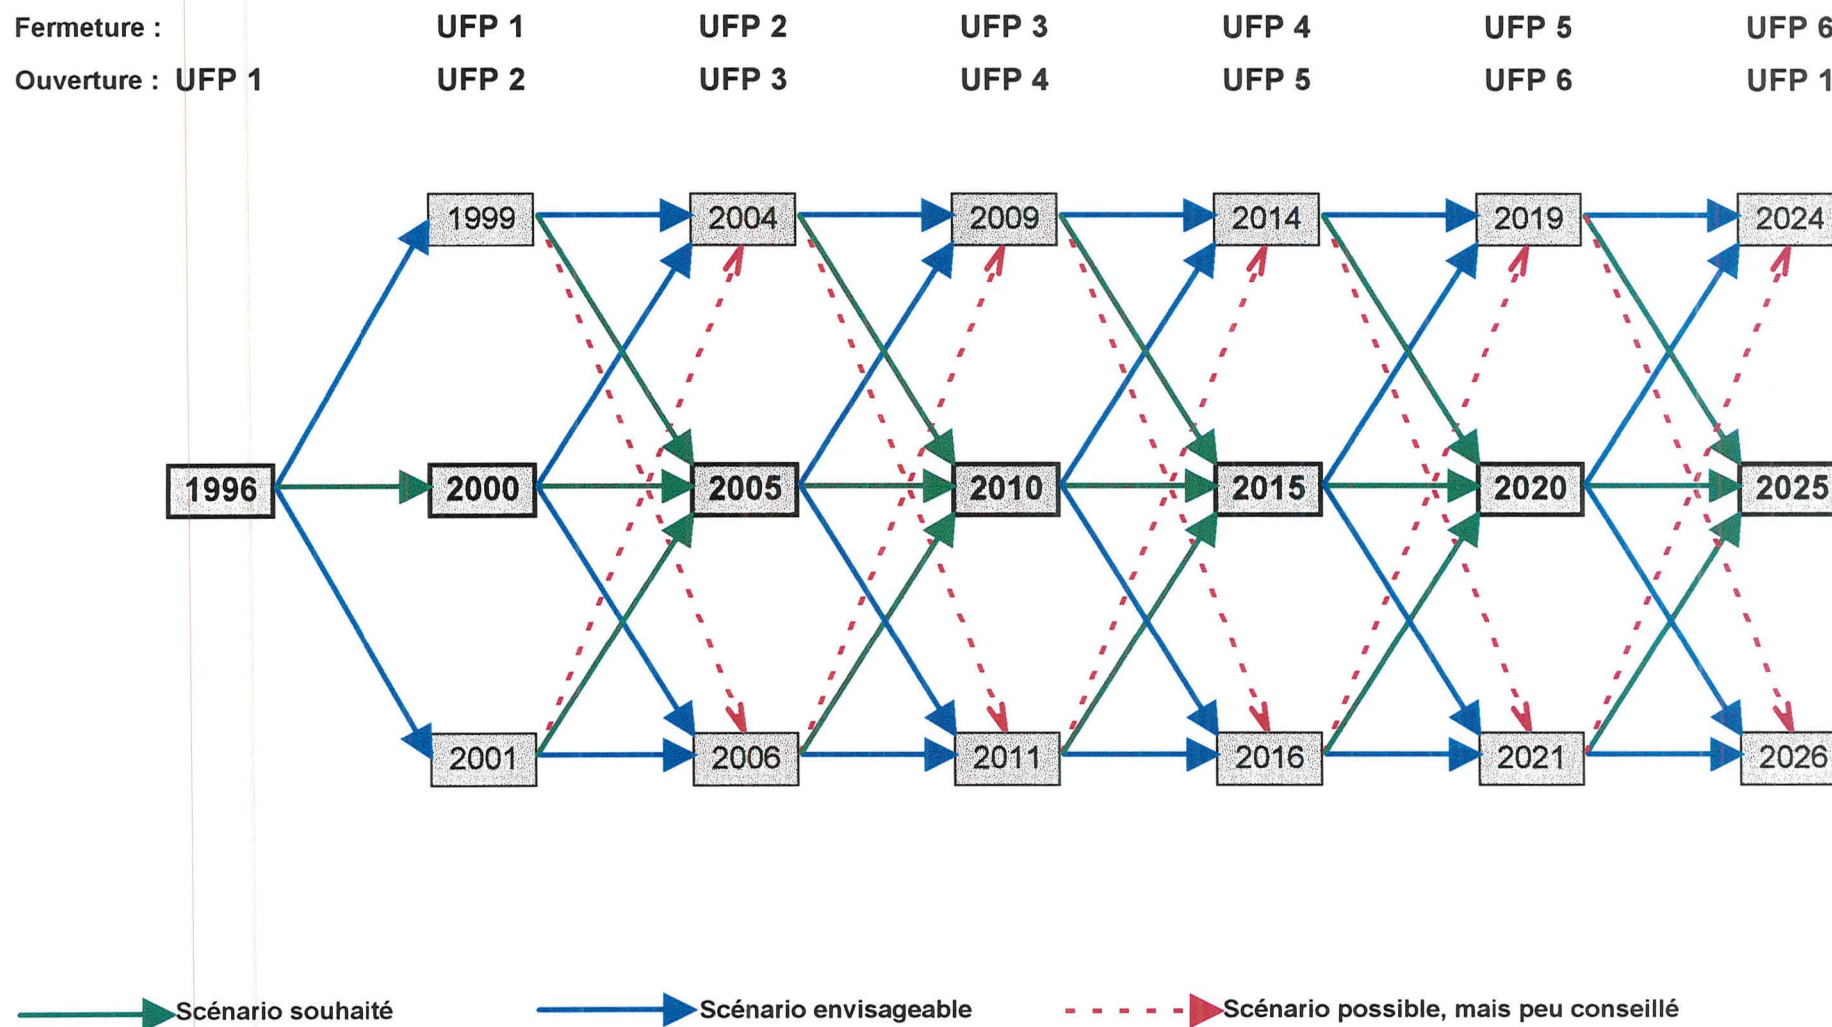 Fermeture : UFP 1 UFP 2 UFP 3 UFP 4 UFP 5 UFP 6
Ouverture : UFP 1 UFP 2 UFP 3 UFP 4 UFP 5 UFP 6 UFP 1
1999 2004 2009 2014 2019 2024
1996 2000 2005 2010 2015 2020 2025
2001 2006 2011 2016 2021 2026
Scénario souhaité Scénario envisageable Scénario possible, mais peu conseillé